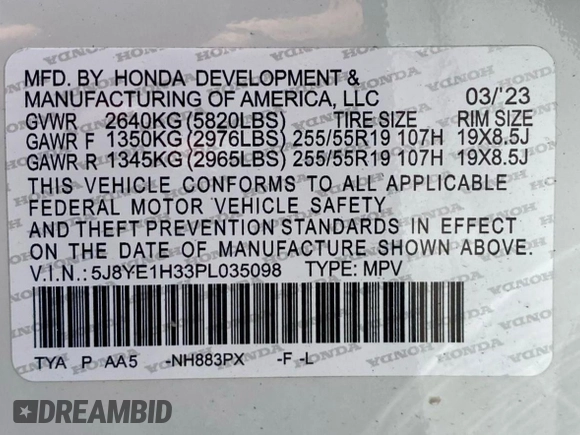 MFD. BY HONDA DEVELOPMENT &
MANUFACTURING OF AMERICA, LLC 03/'23
GVWR 2640KG (5820LBS) TIRE SIZE RIM SIZE
GAWR F 1350KG (2976LBS) 255/55R19 107H 19X8.5J
GAWR R 1345KG (2965LBS) 255/55R19 107H 19X8.5J
THIS VEHICLE CONFORMS TO ALL APPLICABLE
FEDERAL MOTOR VEHICLE SAFETY
AND THEFT PREVENTION STANDARDS IN EFFECT
ON THE DATE OF MANUFACTURE SHOWN ABOVE.
V.I.N.: 5J8YE1H33PL035098 TYPE: MPV
TYA P AA5 -NH883PX -F -L
DREAMBID